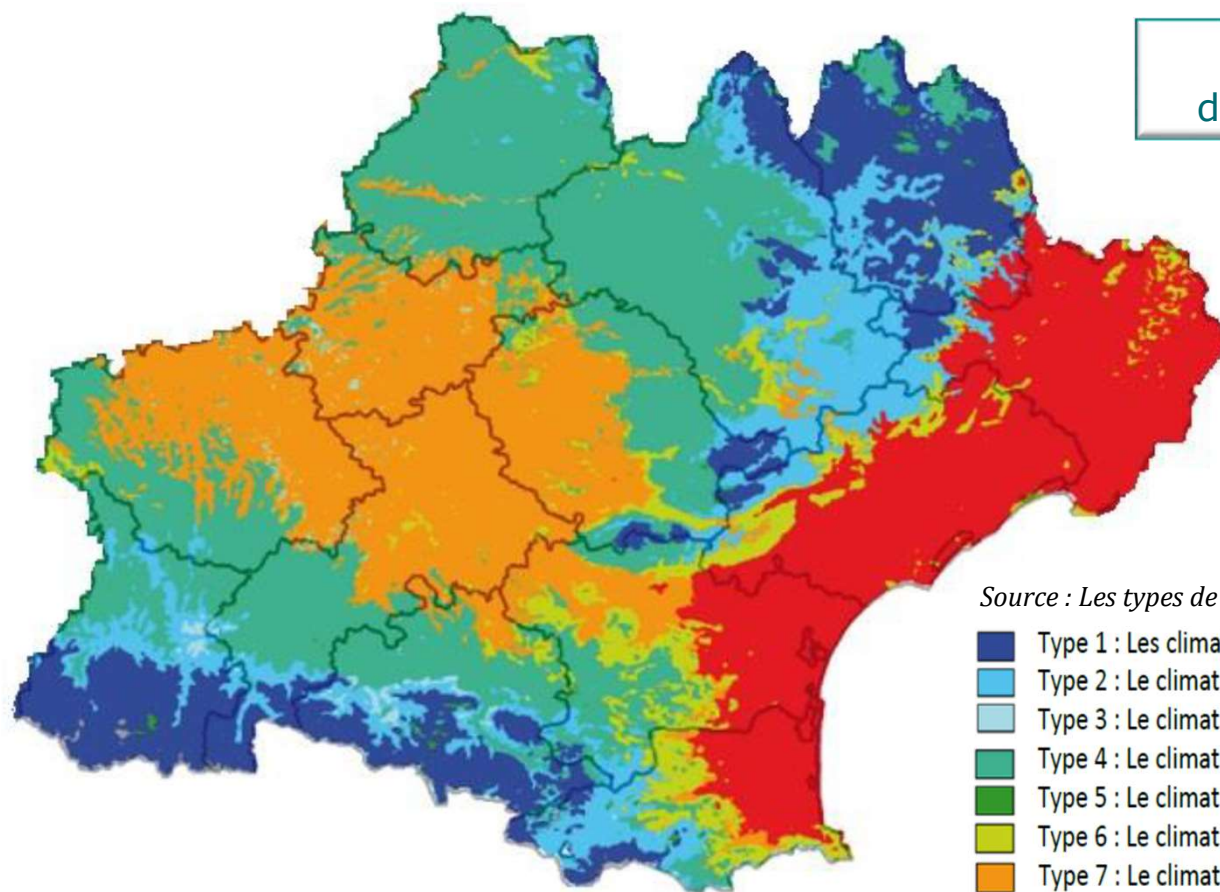 d
Source : Les types de
Type 1 : Les clima
Type 2 : Le climat
Type 3 : Le climat
Type 4 : Le climat
Type 5 : Le climat
Type 6 : Le climat
Type 7 : Le climat